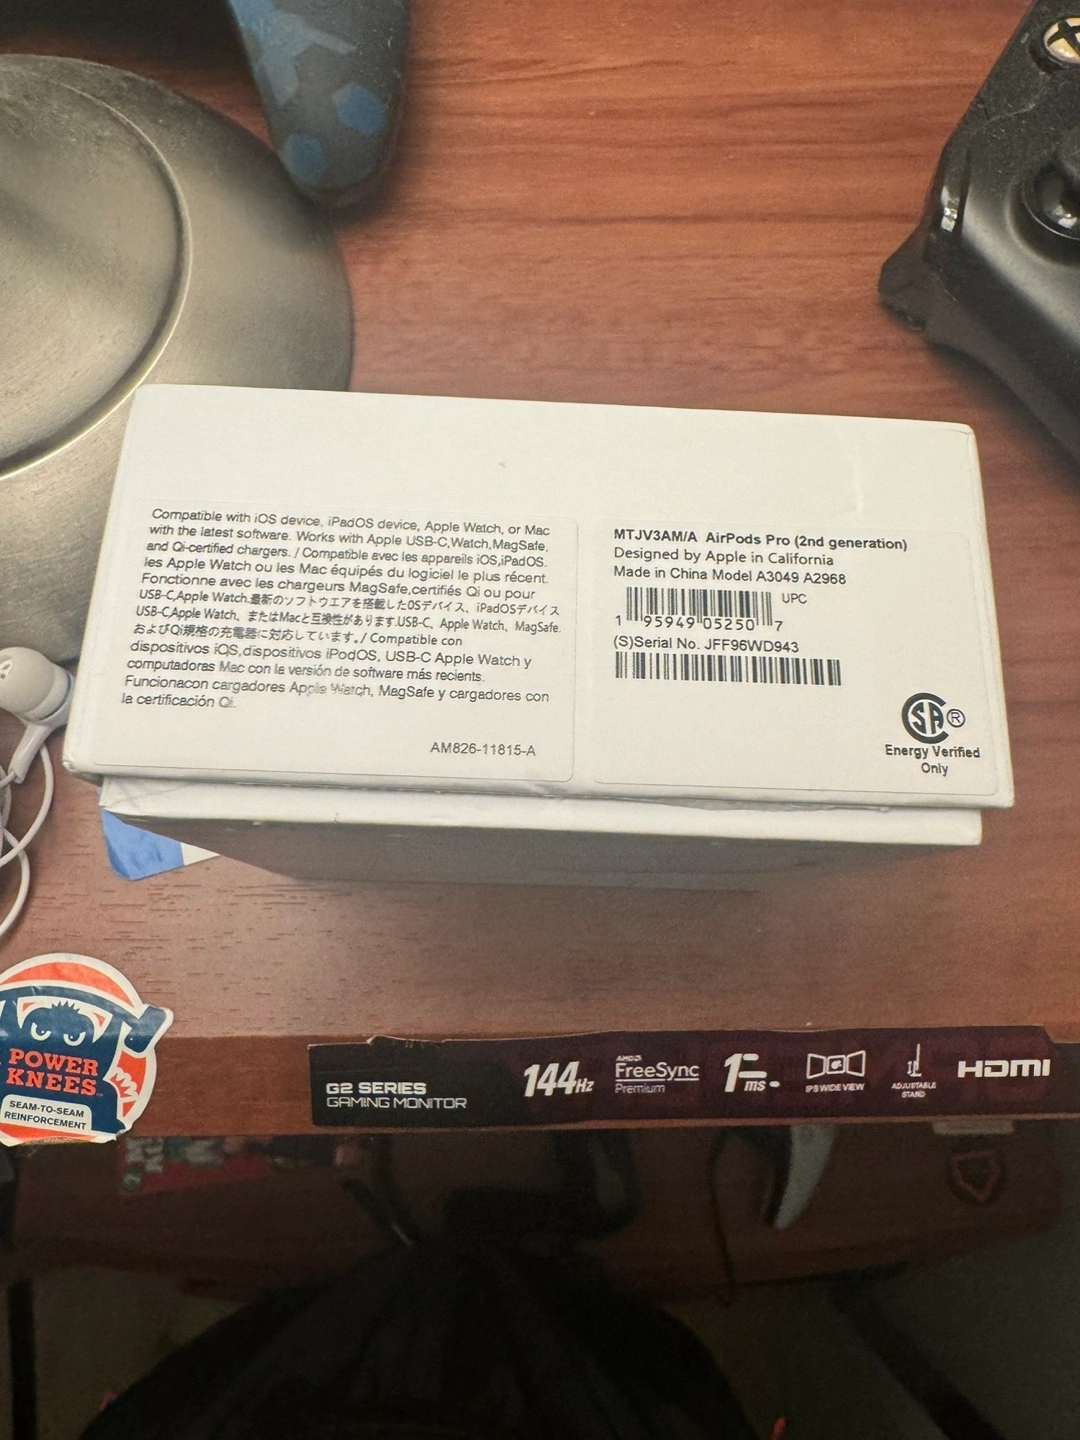 Compatible with iOS device, iPadOS device, Apple Watch, or Mac
with the latest software. Works with Apple USB-C,Watch,MagSafe,
and Qi-certified chargers. / Compatible avec les appareils iOS,iPadOS.
les Apple Watch ou les Mac équipés du logiciel le plus récent.
Fonctionne avec les chargeurs MagSafe,certifiés Qi ou pour
USB-C,Apple Watch.最新のソフトウエアを搭載したOSデバイス、iPadOSデバイス
USB-C,Apple Watch、またはMacと互換性があります.USB-C、Apple Watch、MagSafe.
およびQi規格の充電器に対応しています。/ Compatible con
dispositivos iOS,dispositivos iPodOS, USB-C Apple Watch y
computadoras Mac con la versión de software más recients.
Funcionacon cargadores Apple Watch, MagSafe y cargadores con
la certificación Qi.
AM826-11815-A
MTJV3AM/A AirPods Pro (2nd generation)
Designed by Apple in California
Made in China Model A3049 A2968
UPC
1 95949 05250 7
(S)Serial No. JFF96WD943
SA ®
Energy Verified
Only
POWER
KNEES
SEAM-TO-SEAM
REINFORCEMENT
G2 SERIES
GAMING MONITOR
144Hz
AMD
FreeSync
Premium
1ms
IPS WIDE VIEW
ADJUSTABLE
STAND
HDMI